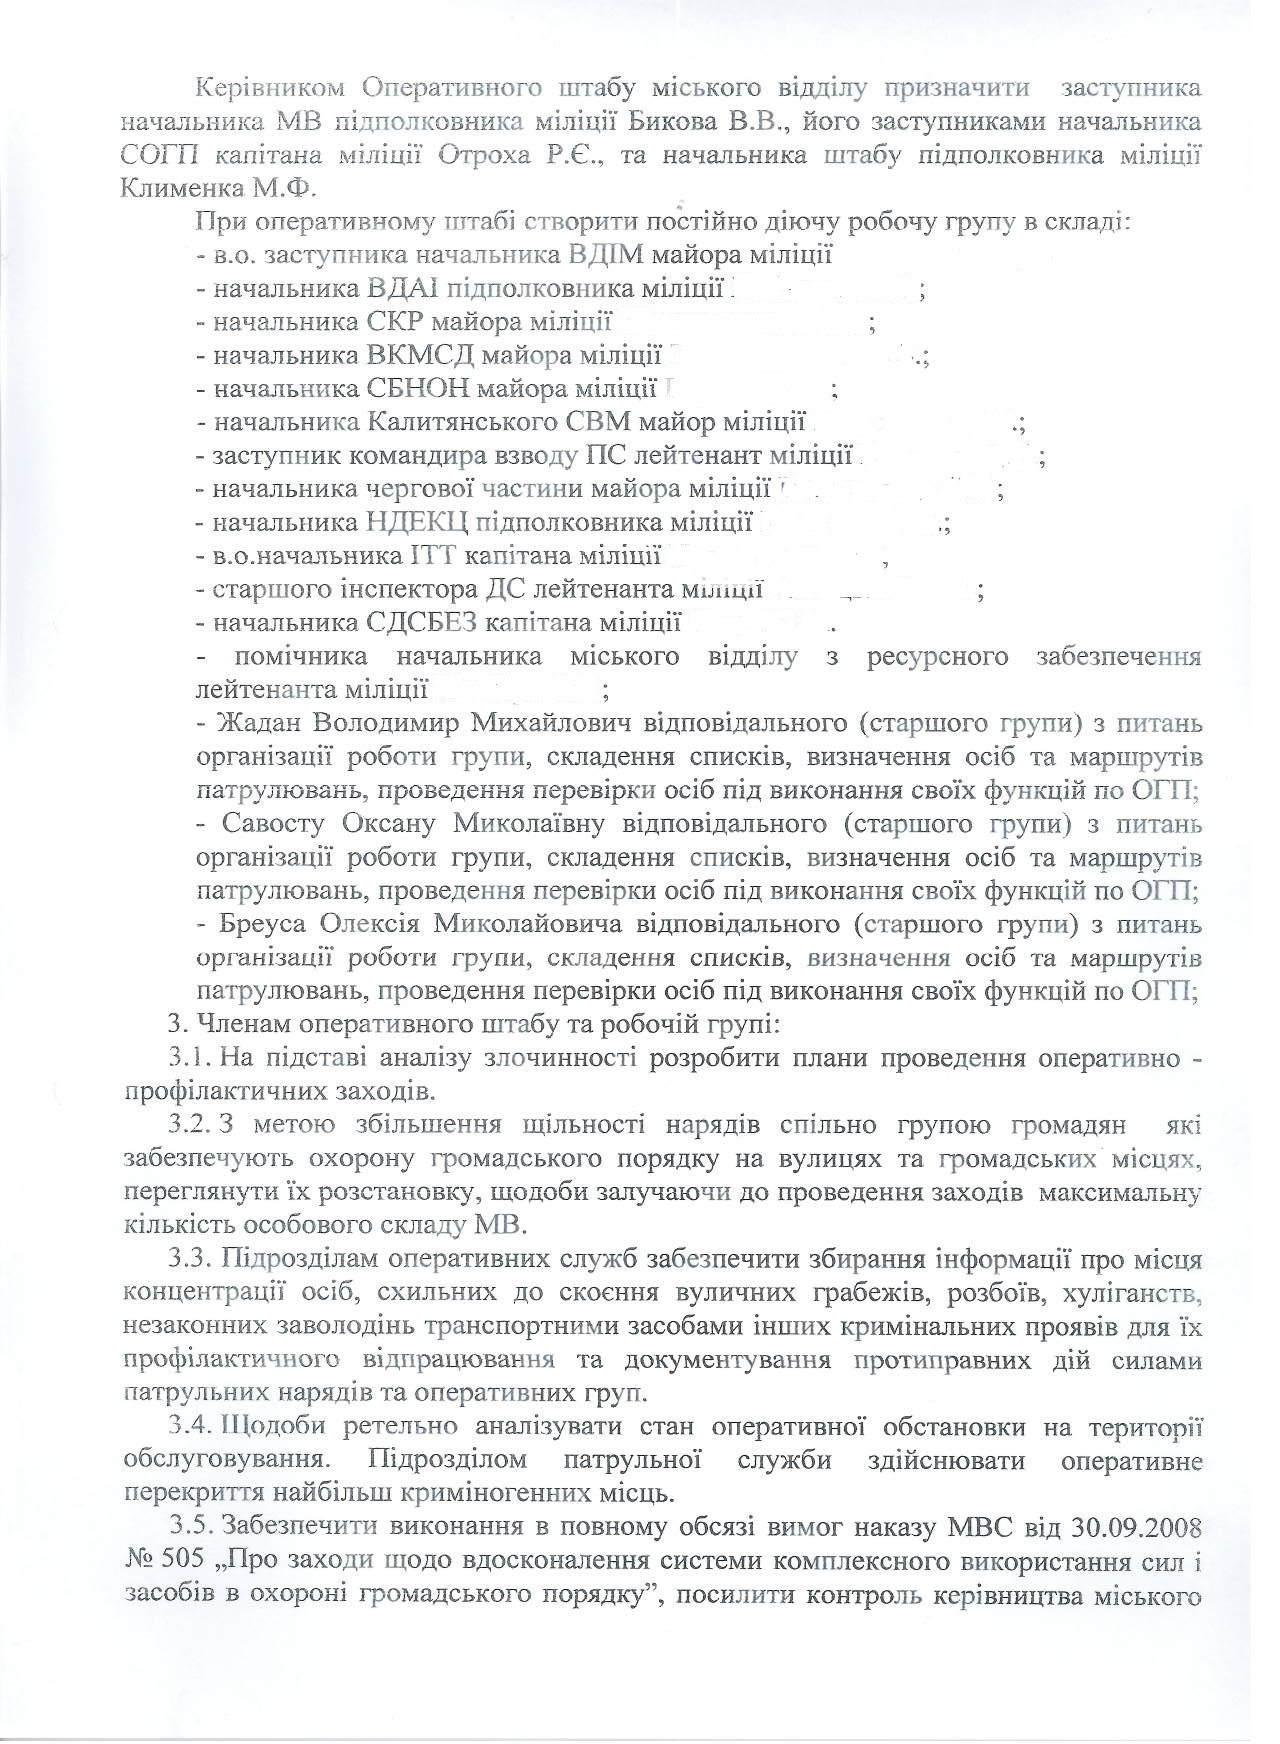 Керівником Оперативного штабу міського відділу призначити заступника
начальника МВ підполковника міліції Бикова В.В., його заступниками начальника
СОГП капітана міліції Отроха Р.Є., та начальника штабу підполковника міліції
Клименка М.Ф.
При оперативному штабі створити постійно діючу робочу групу в складі:
- в.о. заступника начальника ВДІМ майора міліції
- начальника ВДАІ підполковника міліції ;
- начальника СКР майора міліції ;
- начальника ВКМСД майора міліції .;
- начальника СБНОН майора міліції ;
- начальника Калитянського СВМ майор міліції .;
- заступник командира взводу ПС лейтенант міліції ;
- начальника чергової частини майора міліції ;
- начальника НДЕКЦ підполковника міліції .;
- в.о.начальника ІТТ капітана міліції ,
- старшого інспектора ДС лейтенанта міліції ;
- начальника СДСБЕЗ капітана міліції .
- помічника начальника міського відділу з ресурсного забезпечення
лейтенанта міліції ;
- Жадан Володимир Михайлович відповідального (старшого групи) з питань
організації роботи групи, складення списків, визначення осіб та маршрутів
патрулювань, проведення перевірки осіб під виконання своїх функцій по ОГП;
- Савосту Оксану Миколаївну відповідального (старшого групи) з питань
організації роботи групи, складення списків, визначення осіб та маршрутів
патрулювань, проведення перевірки осіб під виконання своїх функцій по ОГП;
- Бреуса Олексія Миколайовича відповідального (старшого групи) з питань
організації роботи групи, складення списків, визначення осіб та маршрутів
патрулювань, проведення перевірки осіб під виконання своїх функцій по ОГП;
3. Членам оперативного штабу та робочій групі:
3.1. На підставі аналізу злочинності розробити плани проведення оперативно -
профілактичних заходів.
3.2. З метою збільшення щільності нарядів спільно групою громадян які
забезпечують охорону громадського порядку на вулицях та громадських місцях,
переглянути їх розстановку, щодоби залучаючи до проведення заходів максимальну
кількість особового складу МВ.
3.3. Підрозділам оперативних служб забезпечити збирання інформації про місця
концентрації осіб, схильних до скоєння вуличних грабежів, розбоїв, хуліганств,
незаконних заволодінь транспортними засобами інших кримінальних проявів для їх
профілактичного відпрацювання та документування протиправних дій силами
патрульних нарядів та оперативних груп.
3.4. Щодоби ретельно аналізувати стан оперативної обстановки на території
обслуговування. Підрозділом патрульної служби здійснювати оперативне
перекриття найбільш криміногенних місць.
3.5. Забезпечити виконання в повному обсязі вимог наказу МВС від 30.09.2008
№ 505 „Про заходи щодо вдосконалення системи комплексного використання сил і
засобів в охороні громадського порядку”, посилити контроль керівництва міського